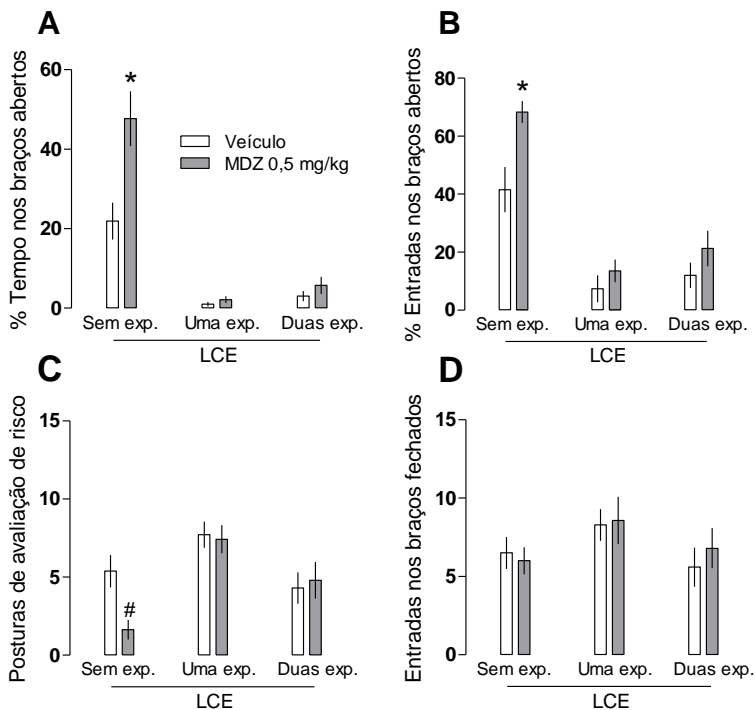 A
% Tempo nos braços abertos
60
40
20
0
*
Veículo
MDZ 0,5 mg/kg
Sem exp. Uma exp. Duas exp.
LCE
B
% Entradas nos braços abertos
80
60
40
20
0
*
Sem exp. Uma exp. Duas exp.
LCE
C
Posturas de avaliação de risco
15
10
5
0
#
Sem exp. Uma exp. Duas exp.
LCE
D
Entradas nos braços fechados
15
10
5
0
Sem exp. Uma exp. Duas exp.
LCE